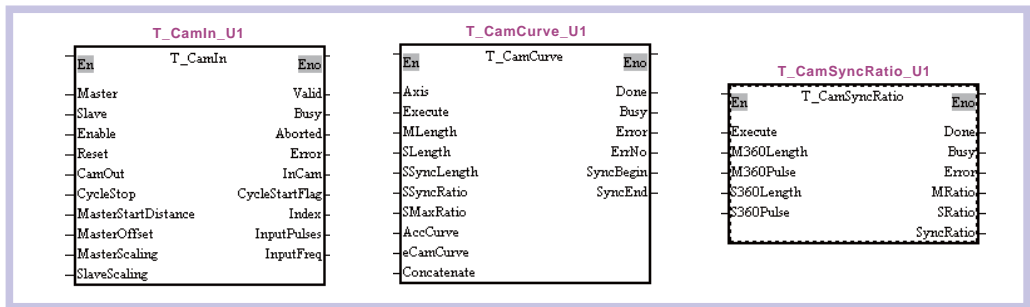 T_CamIn_U1
T_CamIn
En Eno
Master Valid
Slave Busy
Enable Aborted
Reset Error
CamOut InCam
CycleStop CycleStartFlag
MasterStartDistance Index
MasterOffset InputPulses
MasterScaling InputFreq
SlaveScaling
T_CamCurve_U1
T_CamCurve
En Eno
Axis Done
Execute Busy
MLength Error
SLength ErrNo
SSyncLength SyncBegin
SSyncRatio SyncEnd
SMaxRatio
AccCurve
eCamCurve
Concatenate
T_CamSyncRatio_U1
T_CamSyncRatio
En Eno
Execute Done
M360Length Busy
M360Pulse Error
S360Length MRatio
S360Pulse SRatio
SyncRatio